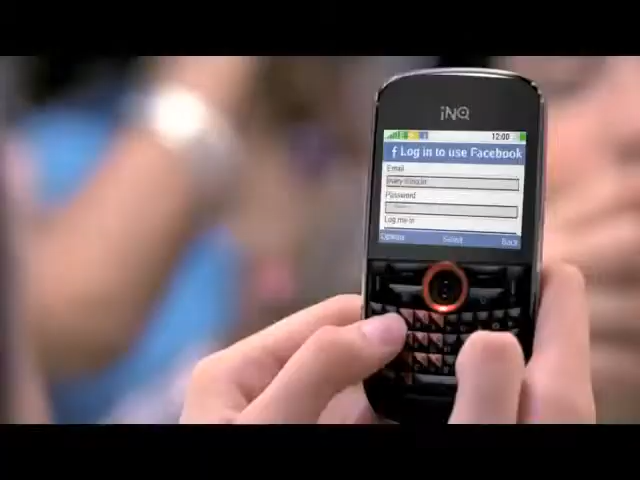 iNQ
12:00
f Log in to use Facebook
Email
Password
Log me in
Options Select Back